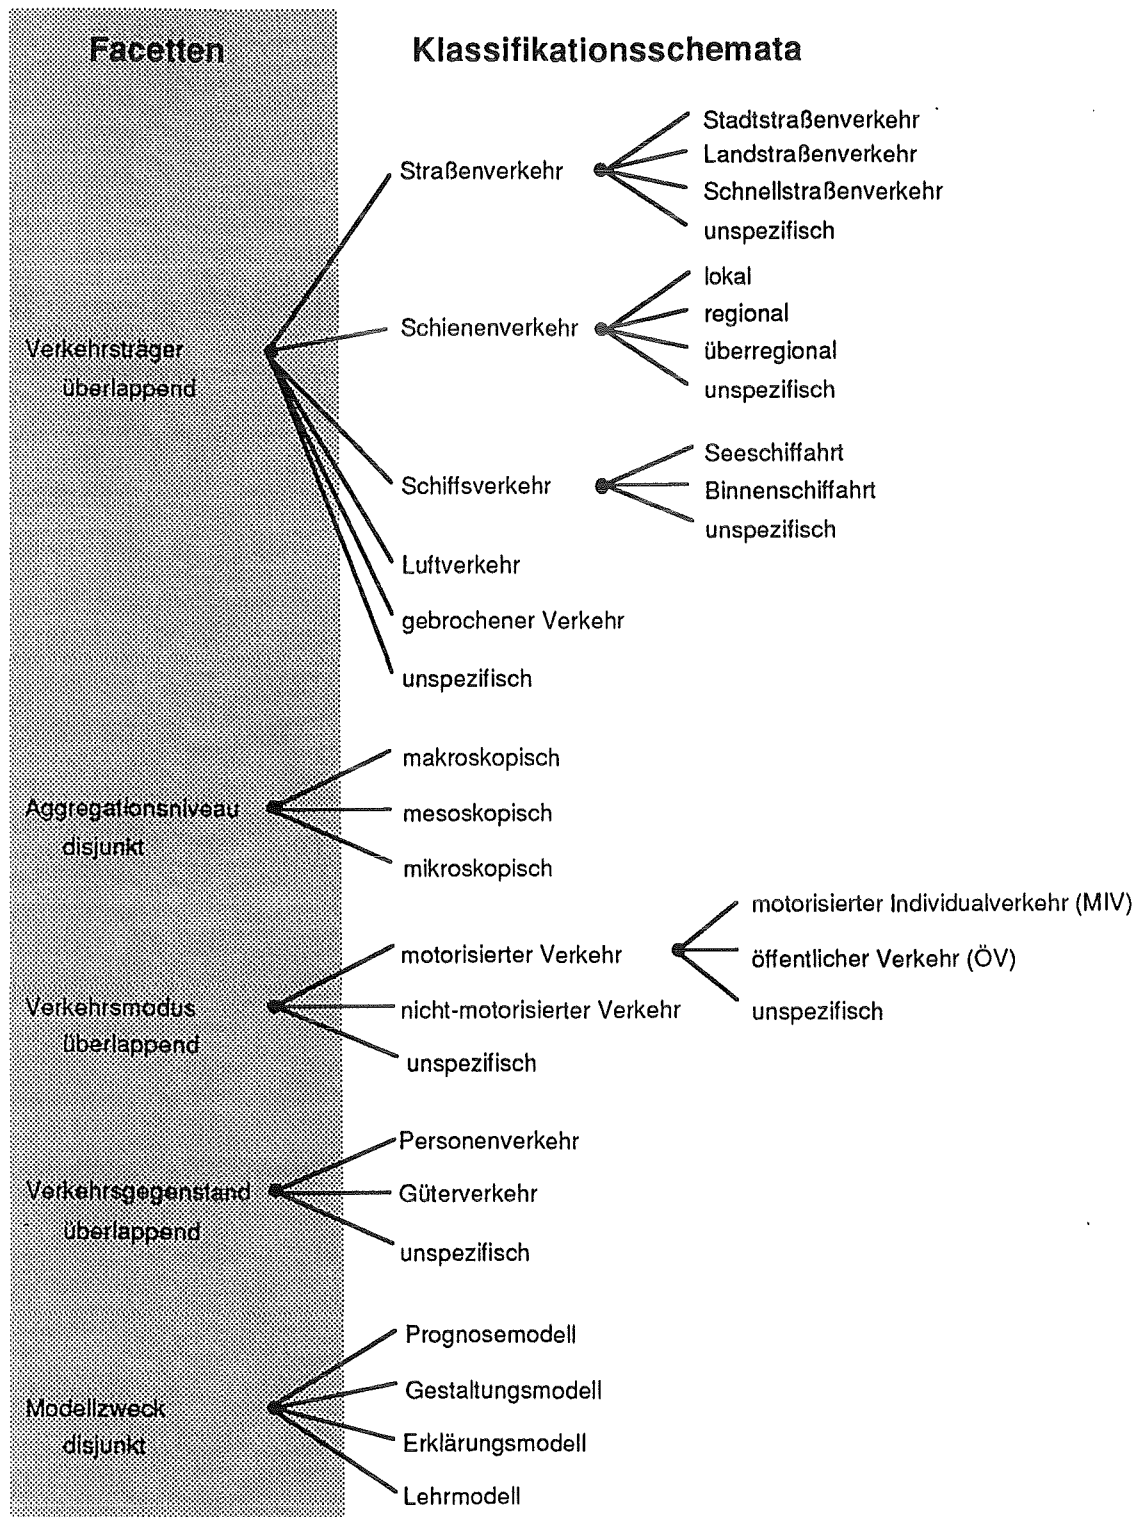 Facetten
Klassifikationsschemata
Verkehrsträger
überlappend
Straßenverkehr
Stadtstraßenverkehr
Landstraßenverkehr
Schnellstraßenverkehr
unspezifisch
Schienenverkehr
lokal
regional
überregional
unspezifisch
Schiffsverkehr
Seeschiffahrt
Binnenschiffahrt
unspezifisch
Luftverkehr
gebrochener Verkehr
unspezifisch
Aggregationsniveau
disjunkt
makroskopisch
mesoskopisch
mikroskopisch
Verkehrsmodus
überlappend
motorisierter Verkehr
motorisierter Individualverkehr (MIV)
öffentlicher Verkehr (ÖV)
unspezifisch
nicht-motorisierter Verkehr
unspezifisch
Verkehrsgegenstand
überlappend
Personenverkehr
Güterverkehr
unspezifisch
Modellzweck
disjunkt
Prognosemodell
Gestaltungsmodell
Erklärungsmodell
Lehrmodell